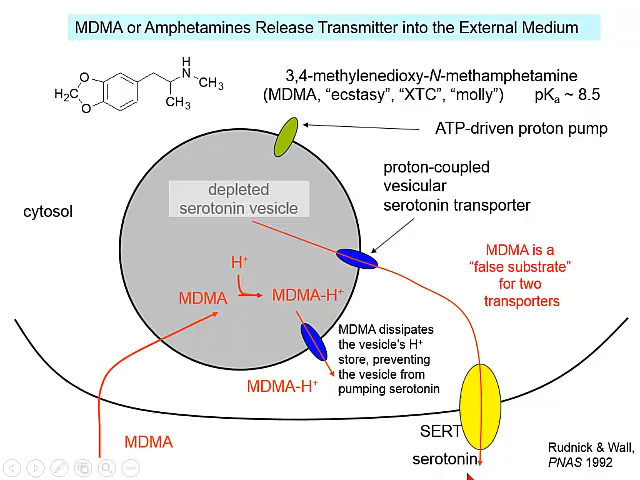 MDMA or Amphetamines Release Transmitter into the External Medium
H
N
CH₃
O
H₂C
O
CH₃
3,4-methylenedioxy-N-methamphetamine
(MDMA, “ecstasy”, “XTC”, “molly”) pKₐ ~ 8.5
ATP-driven proton pump
proton-coupled
vesicular
serotonin transporter
depleted
serotonin vesicle
cytosol
MDMA is a
“false substrate”
for two
transporters
H⁺
MDMA
MDMA-H⁺
MDMA dissipates
the vesicle's H⁺
store, preventing
the vesicle from
pumping serotonin
MDMA-H⁺
MDMA
SERT
serotonin
Rudnick & Wall,
PNAS 1992